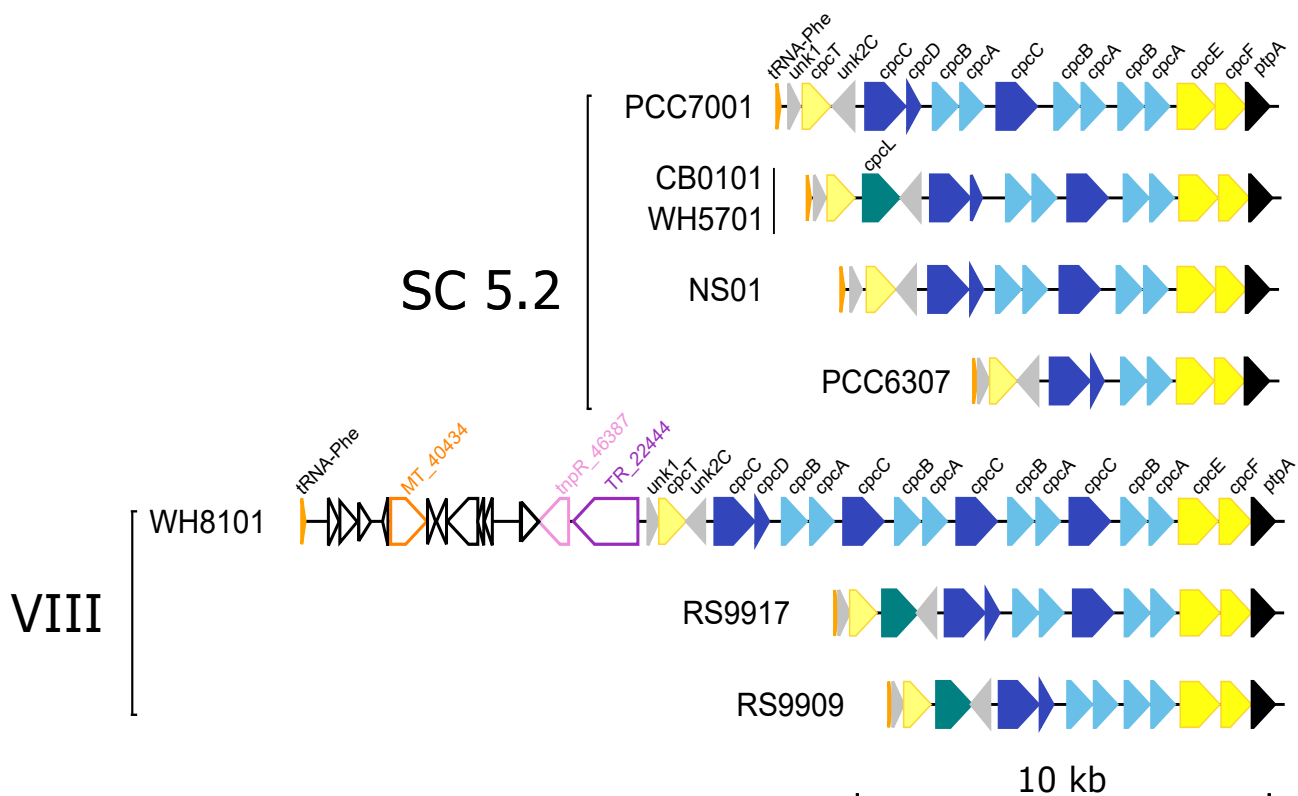 tRNA-Phe unk1 cpcT unk2C cpcC cpcD cpcB cpcA cpcC cpcB cpcA cpcB cpcA cpcE cpcF ptpA
PCC7001
cpcL
CB0101
WH5701
SC 5.2
NS01
PCC6307
tRNA-Phe MT_40434 tnpR_46387 TR_22444 unk1 cpcT unk2C cpcC cpcD cpcB cpcA cpcC cpcB cpcA cpcC cpcB cpcA cpcC cpcB cpcA cpcE cpcF ptpA
WH8101
VIII
RS9917
RS9909
10 kb